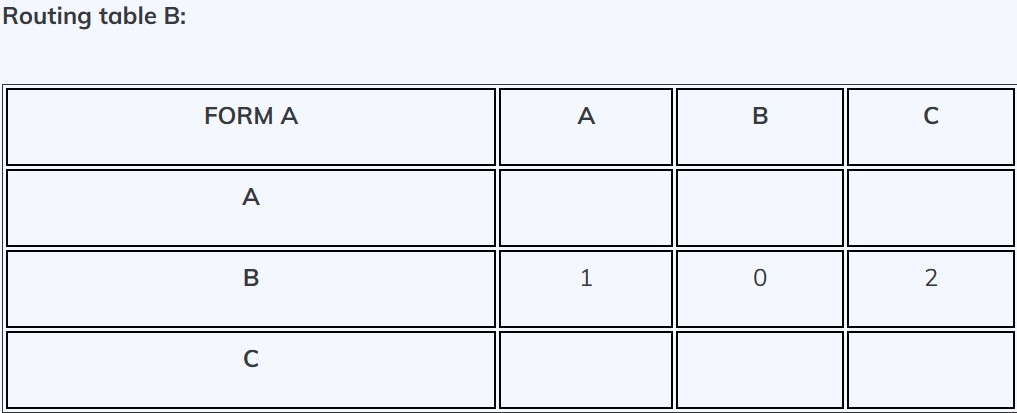 Routing table B:
FORM A A B C
A
B 1 0 2
C